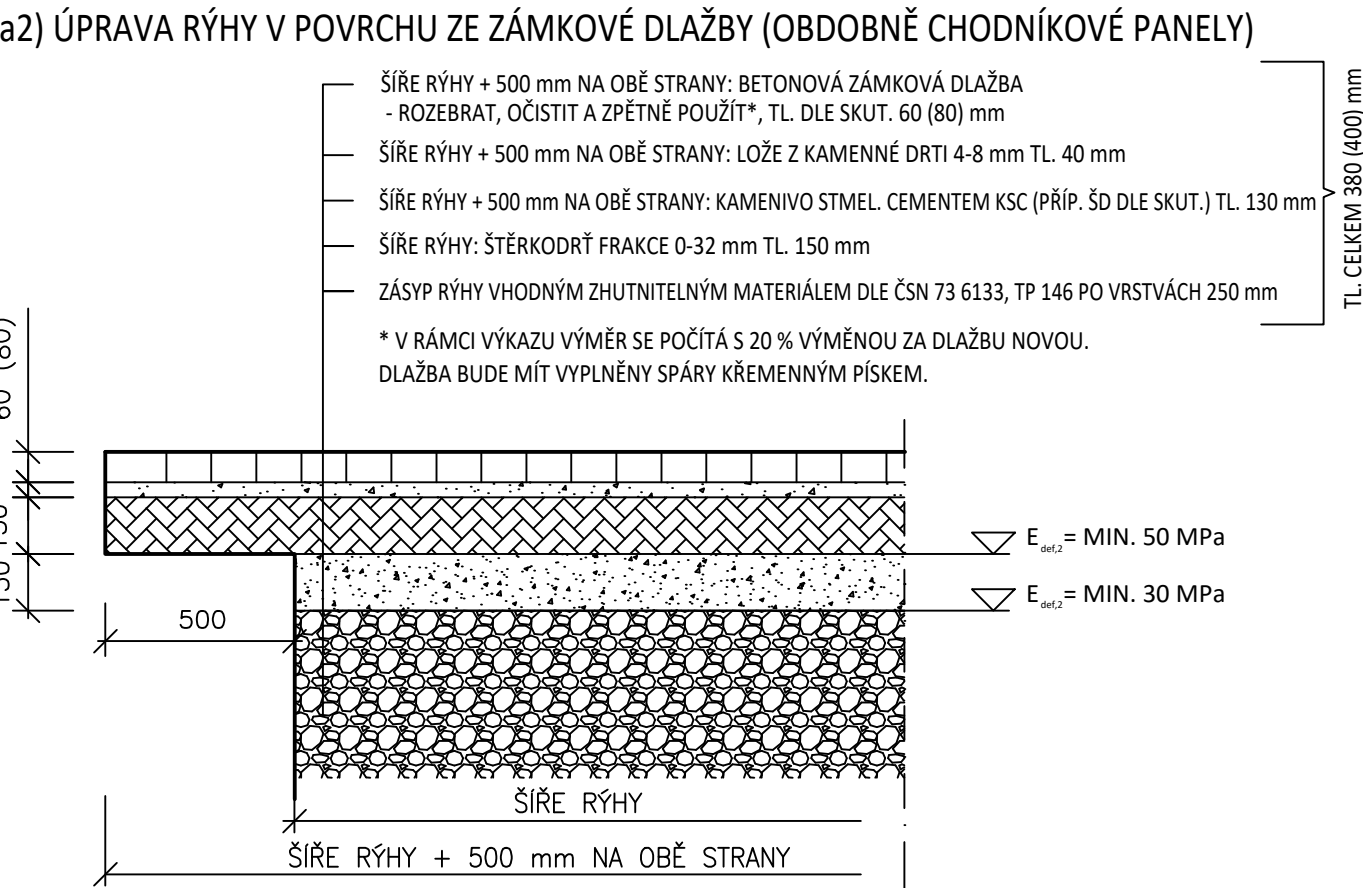 a2) ÚPRAVA RÝHY V POVRCHU ZE ZÁMKOVÉ DLAŽBY (OBDOBNĚ CHODNÍKOVÉ PANELY)
ŠÍŘE RÝHY + 500 mm NA OBĚ STRANY: BETONOVÁ ZÁMKOVÁ DLAŽBA
- ROZEBRAT, OČISTIT A ZPĚTNĚ POUŽÍT*, TL. DLE SKUT. 60 (80) mm
ŠÍŘE RÝHY + 500 mm NA OBĚ STRANY: LOŽE Z KAMENNÉ DRTI 4-8 mm TL. 40 mm
ŠÍŘE RÝHY + 500 mm NA OBĚ STRANY: KAMENIVO STMEL. CEMENTEM KSC (PŘÍP. ŠD DLE SKUT.) TL. 130 mm
ŠÍŘE RÝHY: ŠTĚRKODRŤ FRAKCE 0-32 mm TL. 150 mm
ZÁSYP RÝHY VHODNÝM ZHUTNITELNÝM MATERIÁLEM DLE ČSN 73 6133, TP 146 PO VRSTVÁCH 250 mm
TL. CELKEM 380 (400) mm
* V RÁMCI VÝKAZU VÝMĚR SE POČÍTÁ S 20 % VÝMĚNOU ZA DLAŽBU NOVOU.
DLAŽBA BUDE MÍT VYPLNĚNY SPÁRY KŘEMENNÝM PÍSKEM.
60 (80)
150
E def,2 = MIN. 50 MPa
E def,2 = MIN. 30 MPa
500
ŠÍŘE RÝHY
ŠÍŘE RÝHY + 500 mm NA OBĚ STRANY